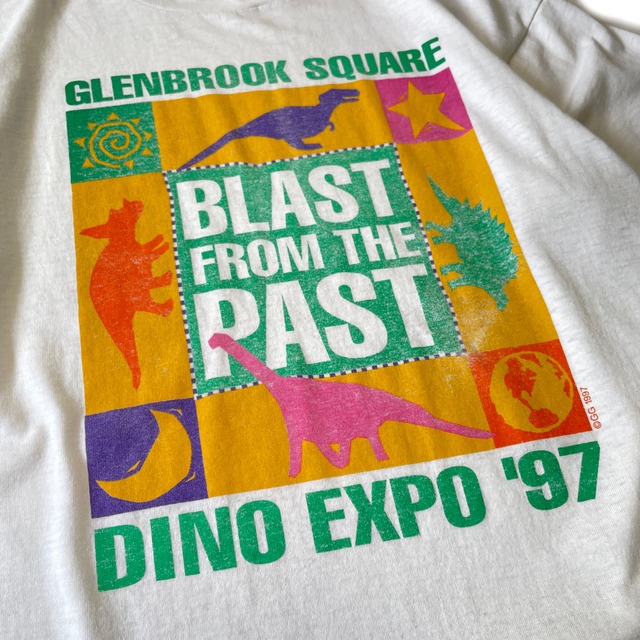 GLENBROOK SQUARE
BLAST
FROM THE
PAST
©GG 1997
DINO EXPO '97